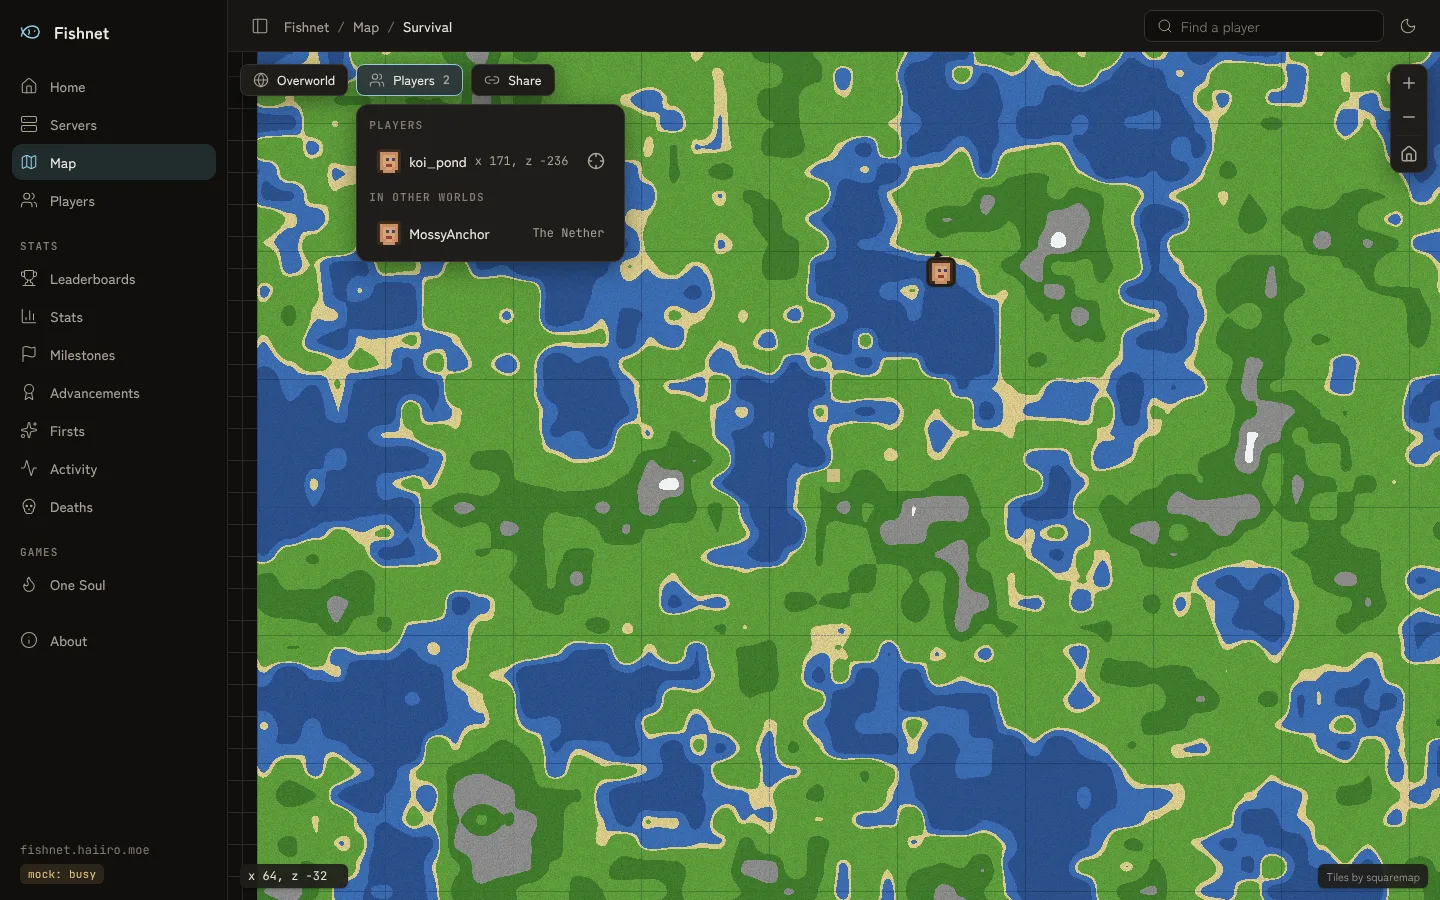 Fishnet
Fishnet / Map / Survival
Find a player
Home
Servers
Map
Players
STATS
Leaderboards
Stats
Milestones
Advancements
Firsts
Activity
Deaths
GAMES
One Soul
About
fishnet.haiiro.moe
mock: busy
Overworld
Players 2
Share
PLAYERS
koi_pond x 171, z -236
IN OTHER WORLDS
MossyAnchor The Nether
x 64, z -32
Tiles by squaremap